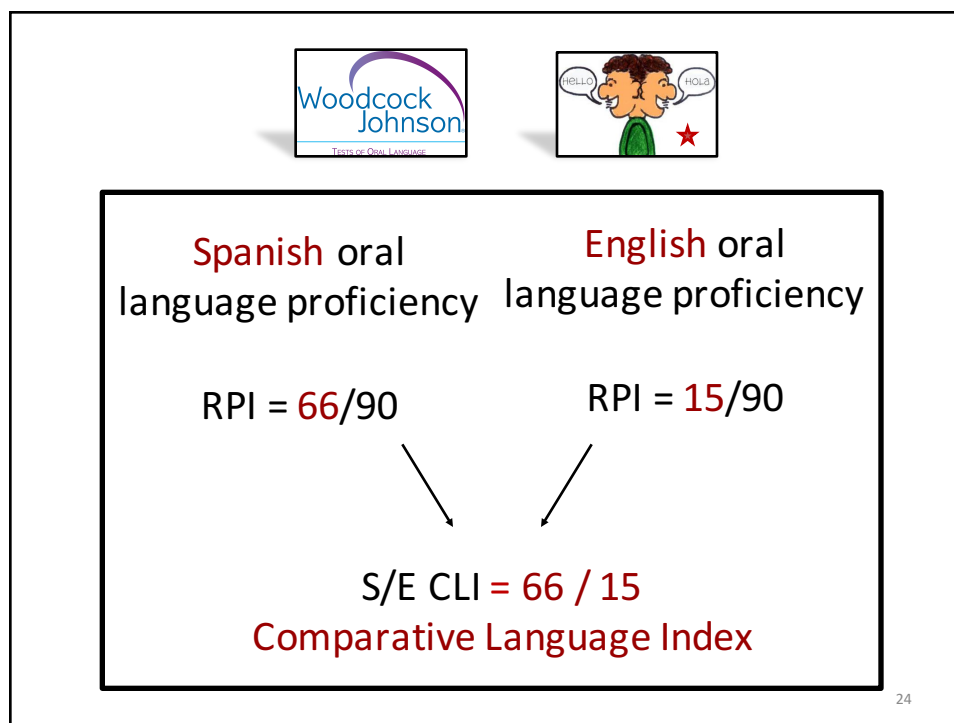 Woodcock
Johnson
TESTS OF ORAL LANGUAGE
HELLO
HOLA
Spanish oral
language proficiency
English oral
language proficiency
RPI = 66/90
RPI = 15/90
S/E CLI = 66 / 15
Comparative Language Index
24